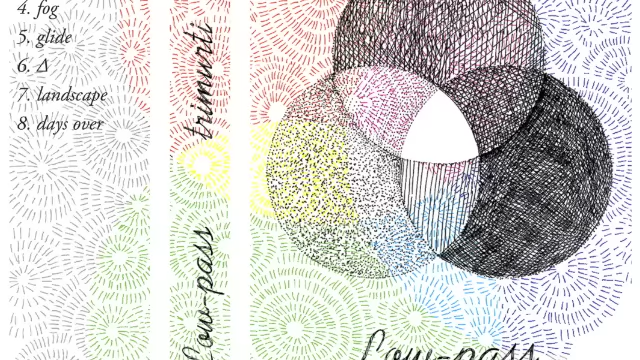 4. fog
5. glide
6. Δ
7. landscape
8. days over
trimurti
Low-pass
Low-pass